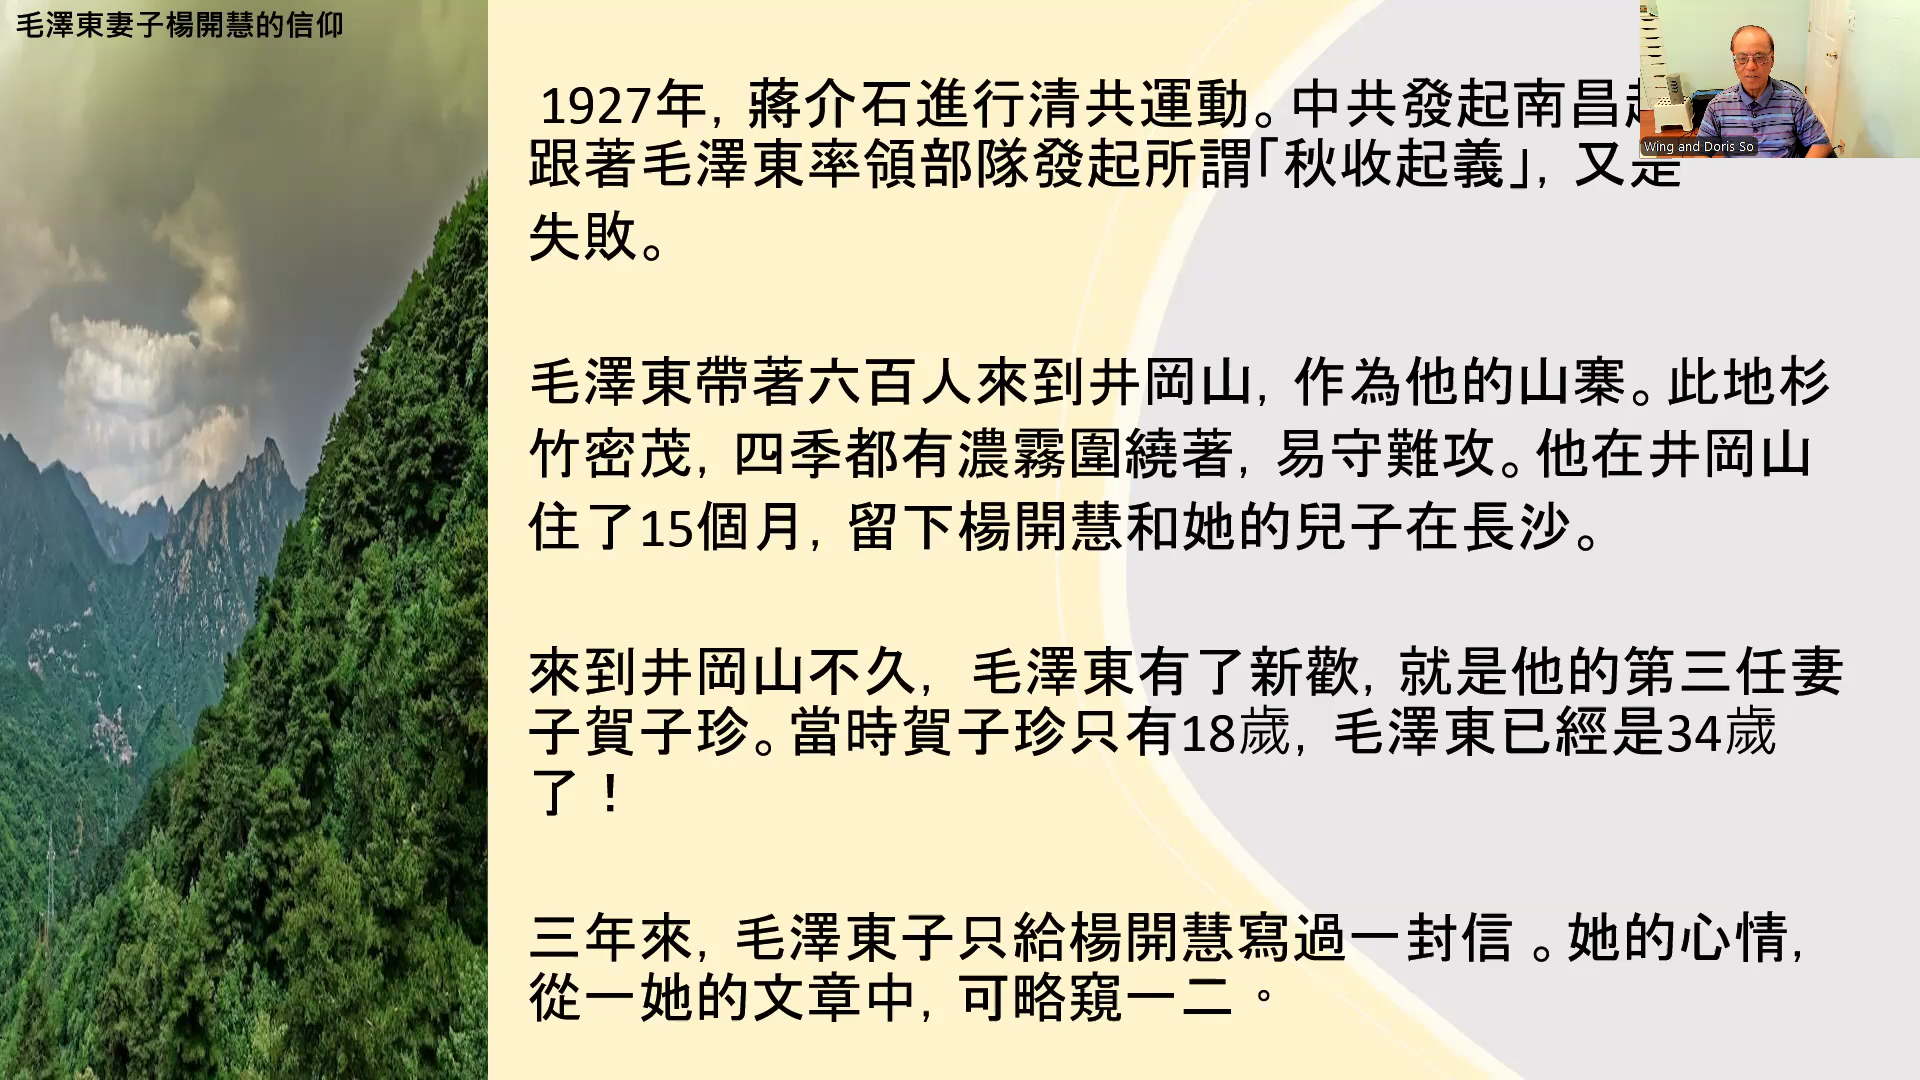 毛澤東妻子楊開慧的信仰
1927年，蔣介石進行清共運動。中共發起南昌
跟著毛澤東率領部隊發起所謂「秋收起義」，又是
失敗。
毛澤東帶著六百人來到井岡山，作為他的山寨。此地杉
竹密茂，四季都有濃霧圍繞著，易守難攻。他在井岡山
住了15個月，留下楊開慧和她的兒子在長沙。
來到井岡山不久， 毛澤東有了新歡，就是他的第三任妻
子賀子珍。當時賀子珍只有18歲，毛澤東已經是34歲
了！
三年來，毛澤東子只給楊開慧寫過一封信 。她的心情，
從一她的文章中，可略窺一二。
Wing and Doris So